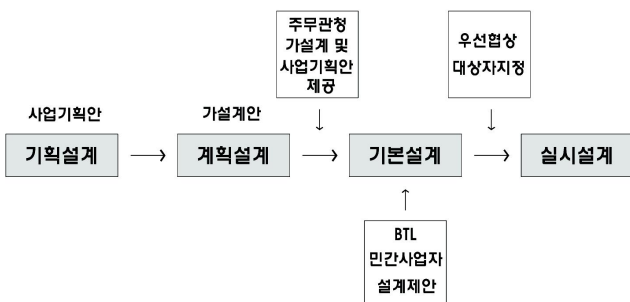 주무관청
가설계 및
사업기획안
제공
우선협상
대상자지정
사업기획안
가설계안
기획설계
계획설계
기본설계
실시설계
BTL
민간사업자
설계제안